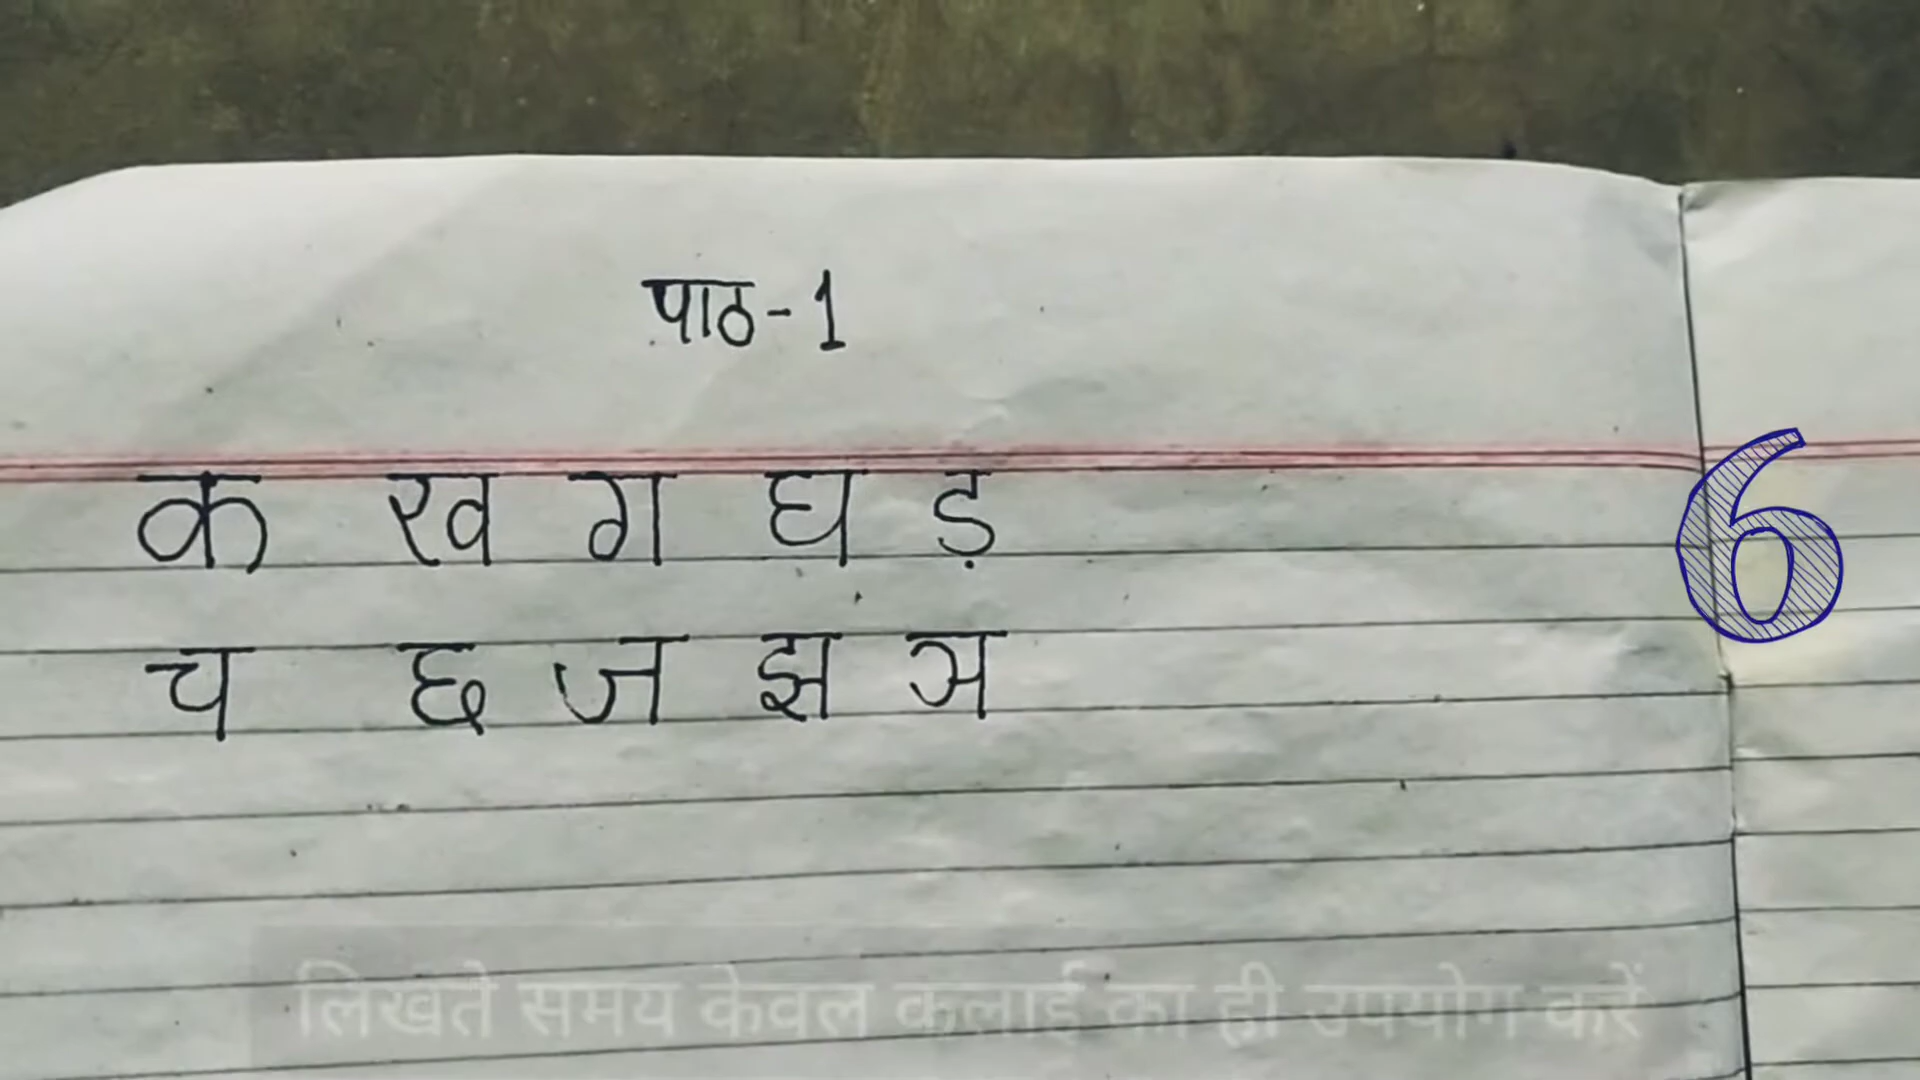 पाठ-1
क ख ग घ ड़
च छ ज झ ञ
6
लिखते समय केवल कलाई का ही उपयोग करें